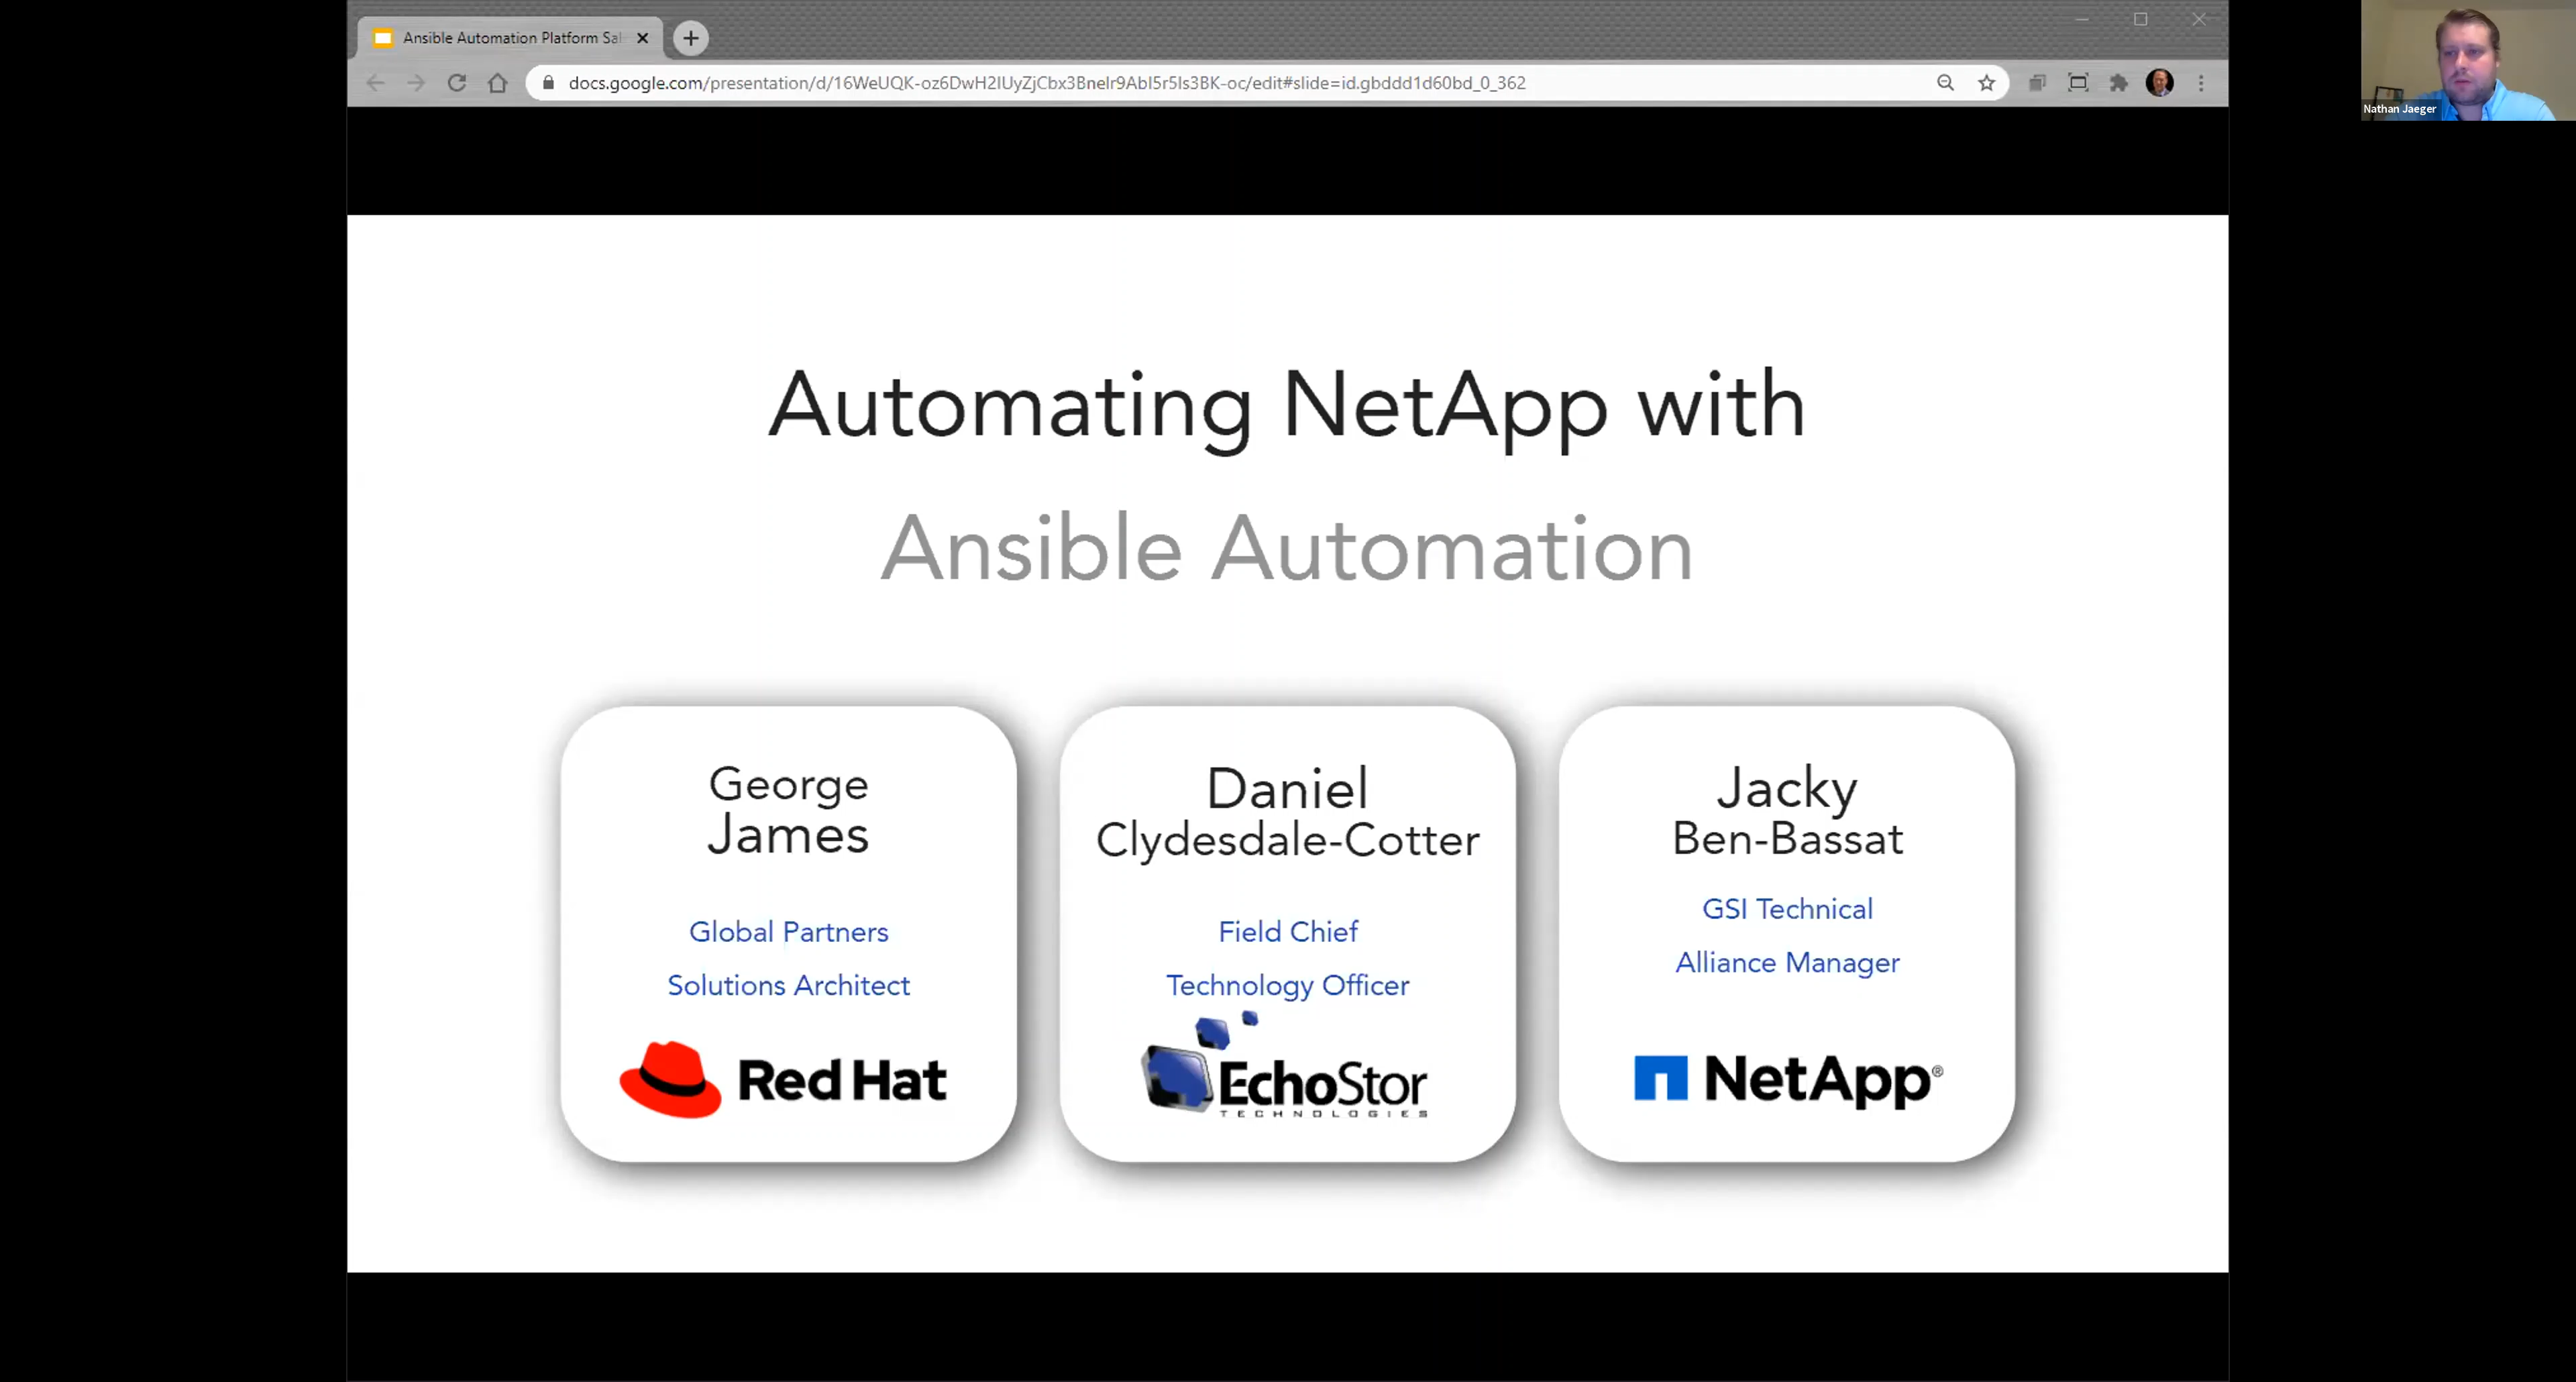 Ansible Automation Platform Sal
docs.google.com/presentation/d/16WeUQK-oz6DwH2IUyZjCbx3Bnelr9AbI5r5Is3BK-oc/edit#slide=id.gbddd1d60bd_0_362
Nathan Jaeger
Automating NetApp with
Ansible Automation
George
James
Global Partners
Solutions Architect
Red Hat
Daniel
Clydesdale-Cotter
Field Chief
Technology Officer
EchoStor
TECHNOLOGIES
Jacky
Ben-Bassat
GSI Technical
Alliance Manager
NetApp®